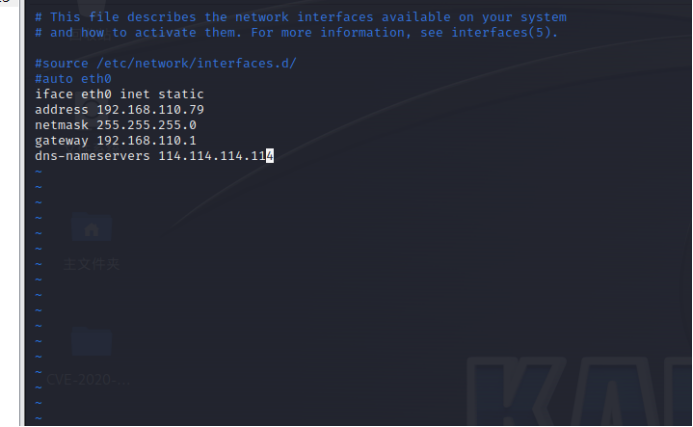 # This file describes the network interfaces available on your system
# and how to activate them. For more information, see interfaces(5).
#source /etc/network/interfaces.d/
#auto eth0
iface eth0 inet static
address 192.168.110.79
netmask 255.255.255.0
gateway 192.168.110.1
dns-nameservers 114.114.114.114
~
~
~
~
~
~
主文件夹
~
~
~
~
~
~
~
CVE-2020-...
~
~
~
KAL